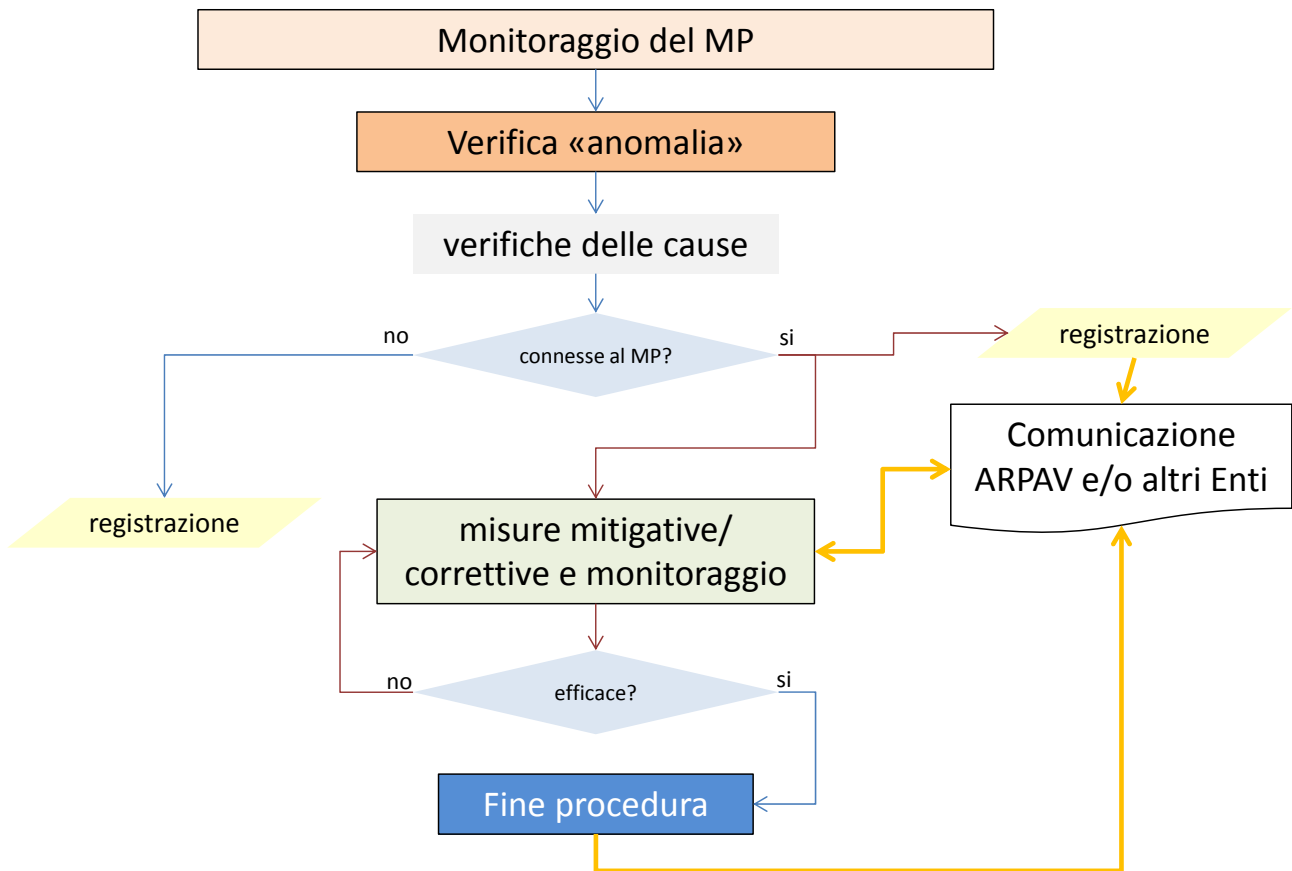 Monitoraggio del MP
Verifica «anomalia»
verifiche delle cause
no
connesse al MP?
si
registrazione
Comunicazione
ARPAV e/o altri Enti
registrazione
misure mitigative/
correttive e monitoraggio
no
efficace?
si
Fine procedura